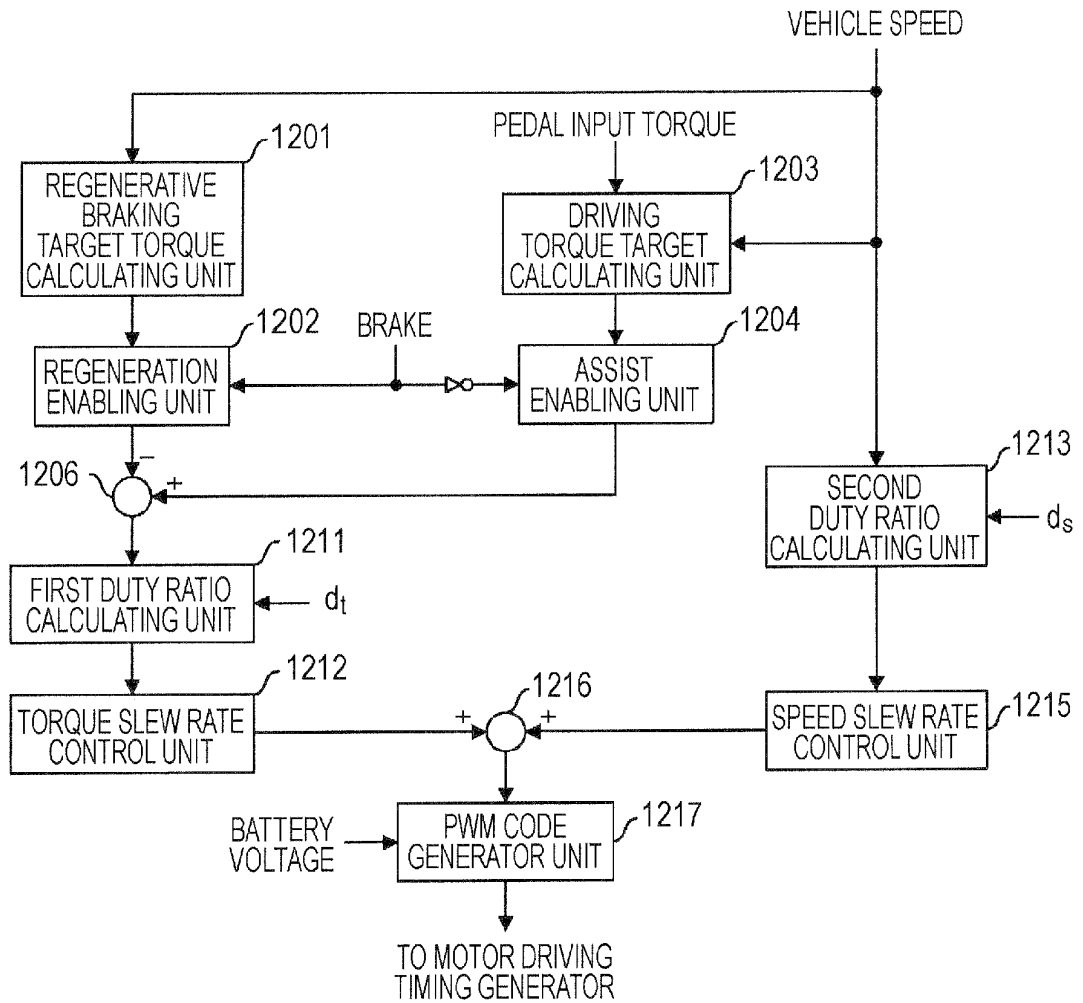 VEHICLE SPEED
PEDAL INPUT TORQUE
1201
REGENERATIVE
BRAKING
TARGET TORQUE
CALCULATING UNIT
1203
DRIVING
TORQUE TARGET
CALCULATING UNIT
1202
REGENERATION
ENABLING UNIT
BRAKE
1204
ASSIST
ENABLING UNIT
1206
−
+
1213
SECOND
DUTY RATIO
CALCULATING UNIT
ds
1211
FIRST DUTY RATIO
CALCULATING UNIT
dt
1212
TORQUE SLEW RATE
CONTROL UNIT
1216
+
+
1215
SPEED SLEW RATE
CONTROL UNIT
BATTERY
VOLTAGE
1217
PWM CODE
GENERATOR UNIT
TO MOTOR DRIVING
TIMING GENERATOR